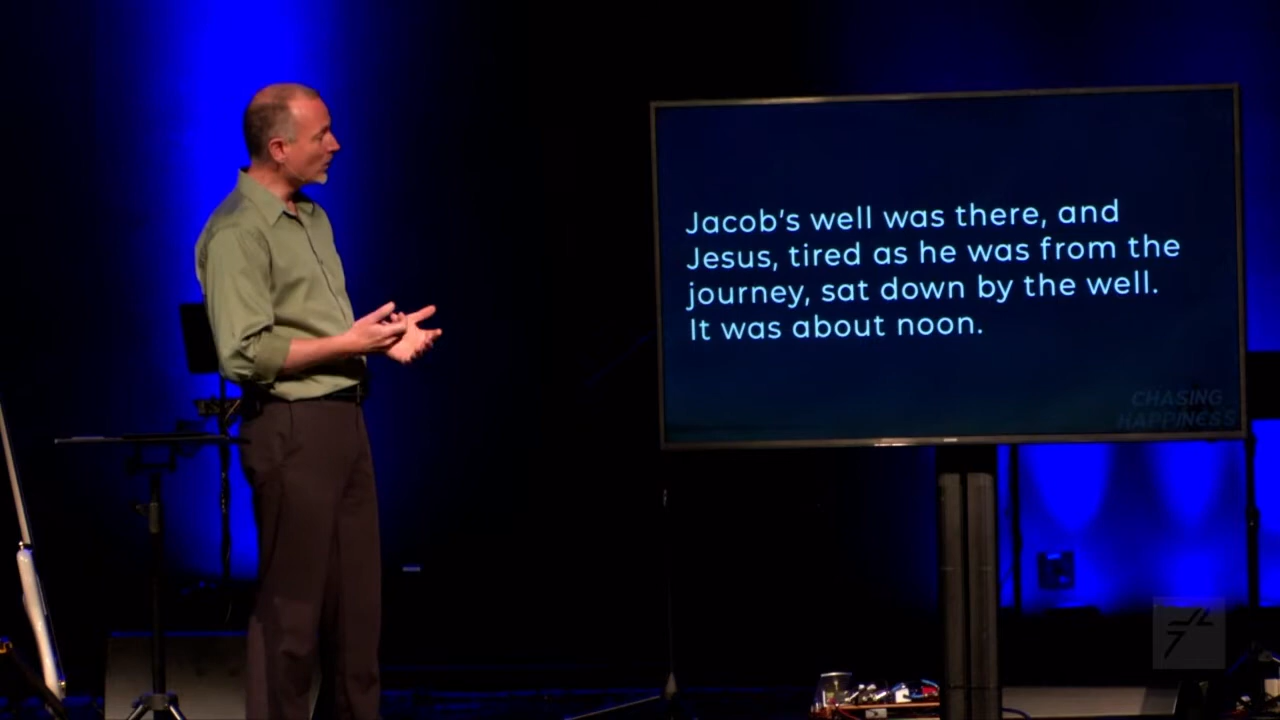 Jacob's well was there, and
Jesus, tired as he was from the
journey, sat down by the well.
It was about noon.
CHASING
HAPPINESS